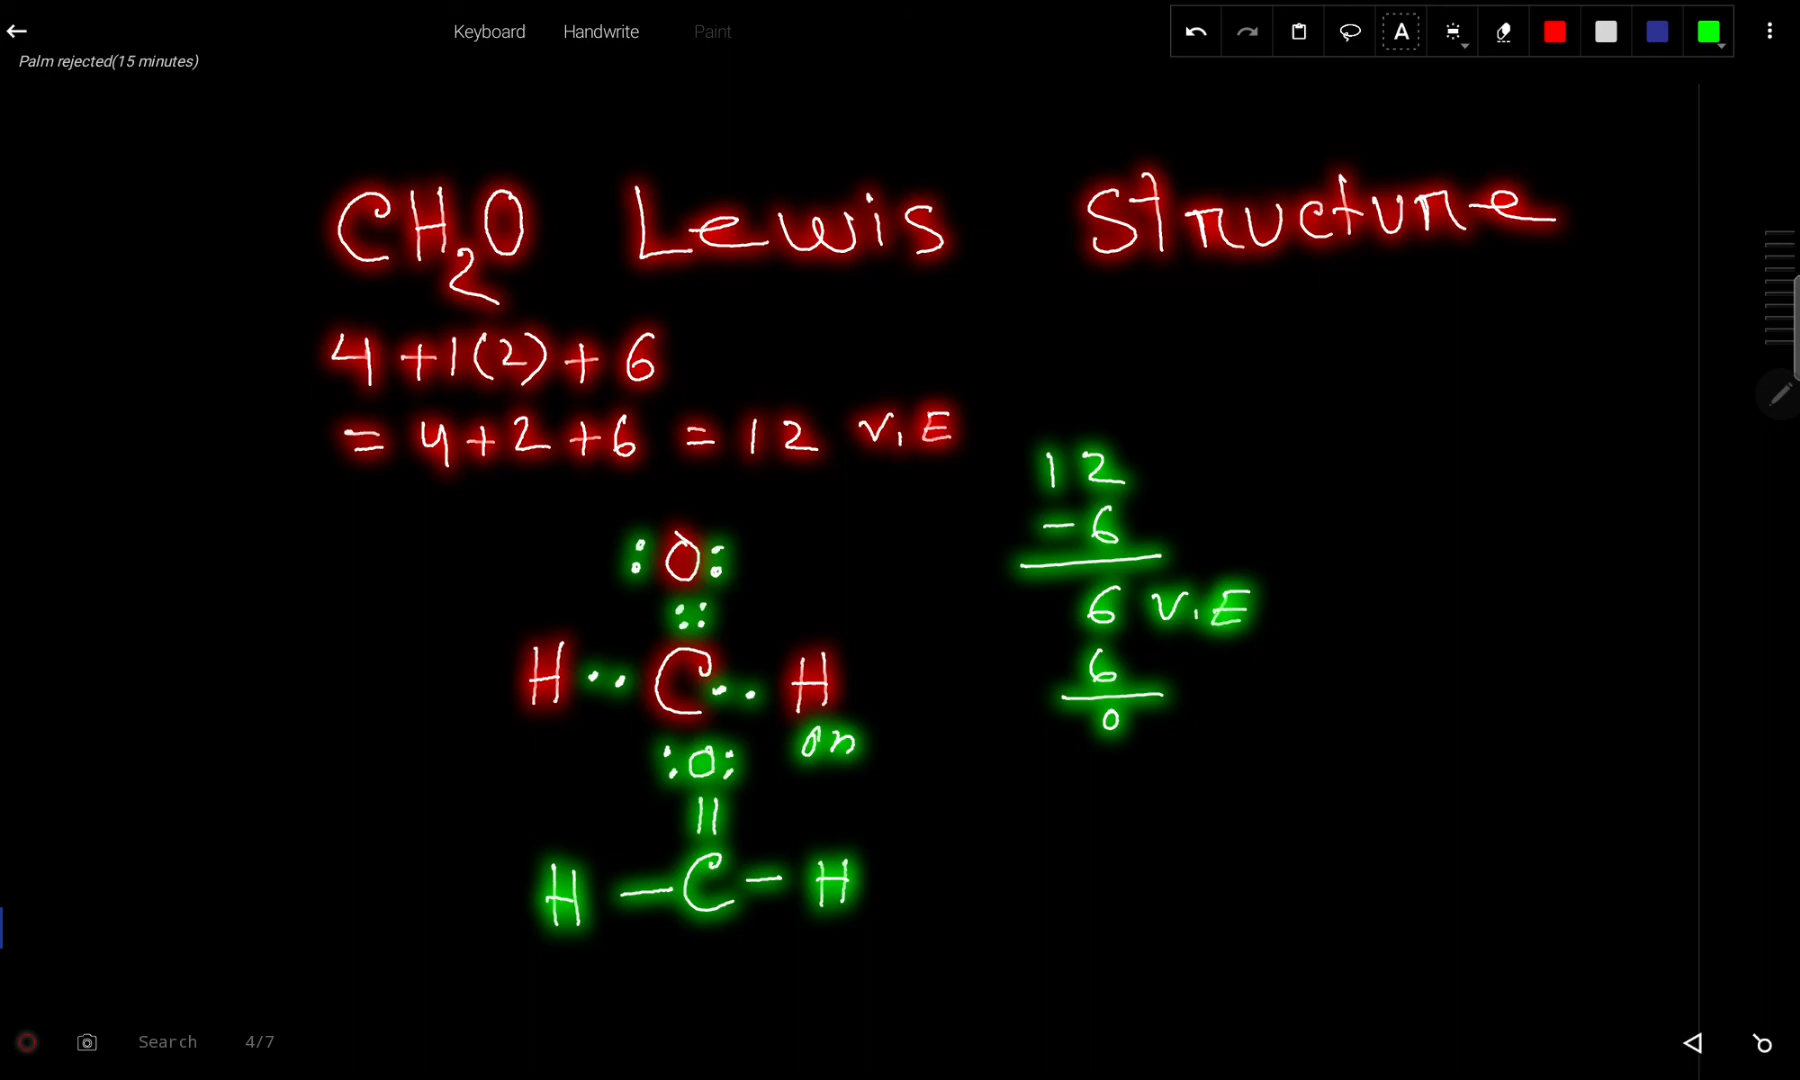 Keyboard Handwrite Paint A
Palm rejected(15 minutes)
CH2O Lewis Structure
4+1(2)+6
= 4+2+6 = 12 V.E
12
-6
6 V.E
6
0
:O:
::
H ·· C ·· H
or
:O:
||
H - C - H
Search 4/7